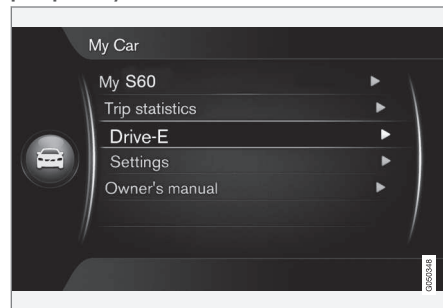 My Car
My S60
Trip statistics
Drive-E
Settings
Owner's manual
G050348